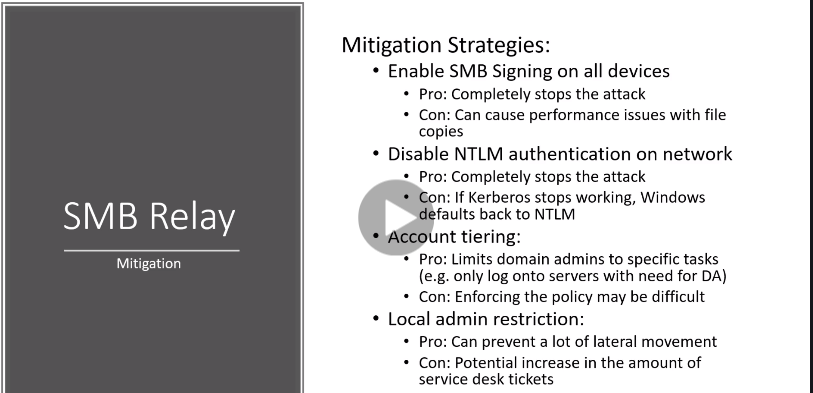 SMB Relay
Mitigation
Mitigation Strategies:
• Enable SMB Signing on all devices
• Pro: Completely stops the attack
• Con: Can cause performance issues with file
copies
• Disable NTLM authentication on network
• Pro: Completely stops the attack
• Con: If Kerberos stops working, Windows
defaults back to NTLM
• Account tiering:
• Pro: Limits domain admins to specific tasks
(e.g. only log onto servers with need for DA)
• Con: Enforcing the policy may be difficult
• Local admin restriction:
• Pro: Can prevent a lot of lateral movement
• Con: Potential increase in the amount of
service desk tickets